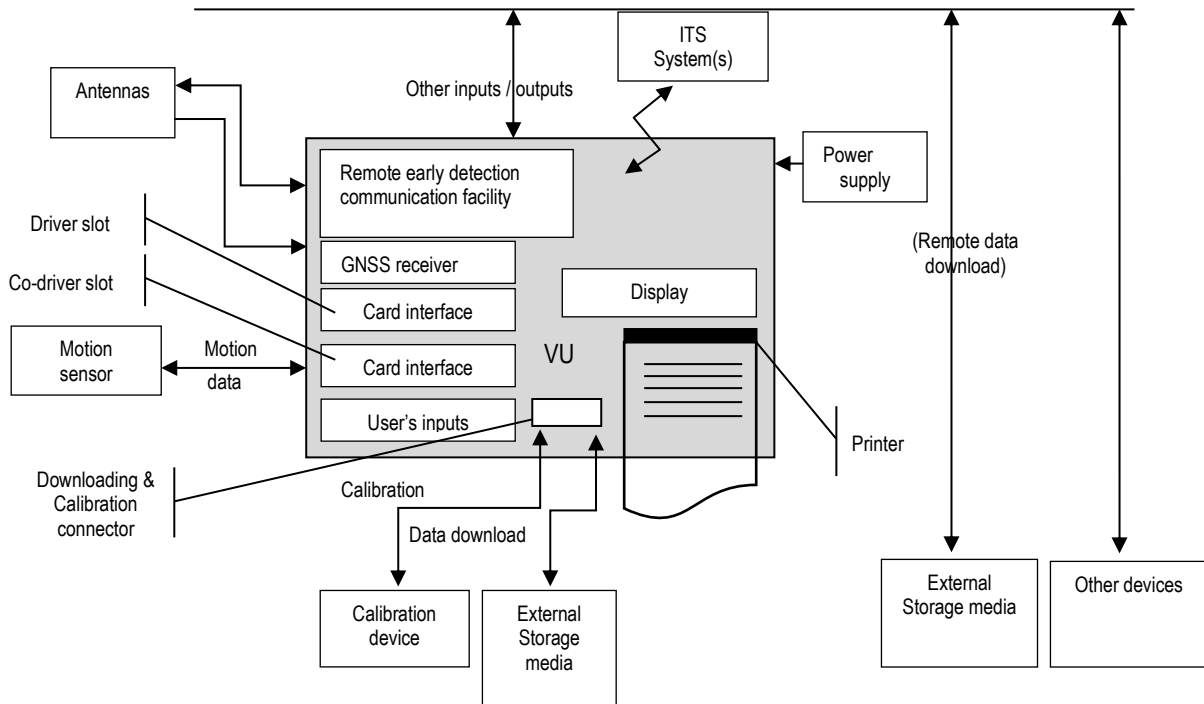 ITS
System(s)
Antennas
Other inputs / outputs
Remote early detection
communication facility
Power
supply
Driver slot
(Remote data
download)
GNSS receiver
Co-driver slot
Display
Card interface
Motion
sensor
Motion
data
VU
Card interface
User's inputs
Printer
Downloading &
Calibration
connector
Calibration
Data download
Calibration
device
External
Storage
media
External
Storage media
Other devices